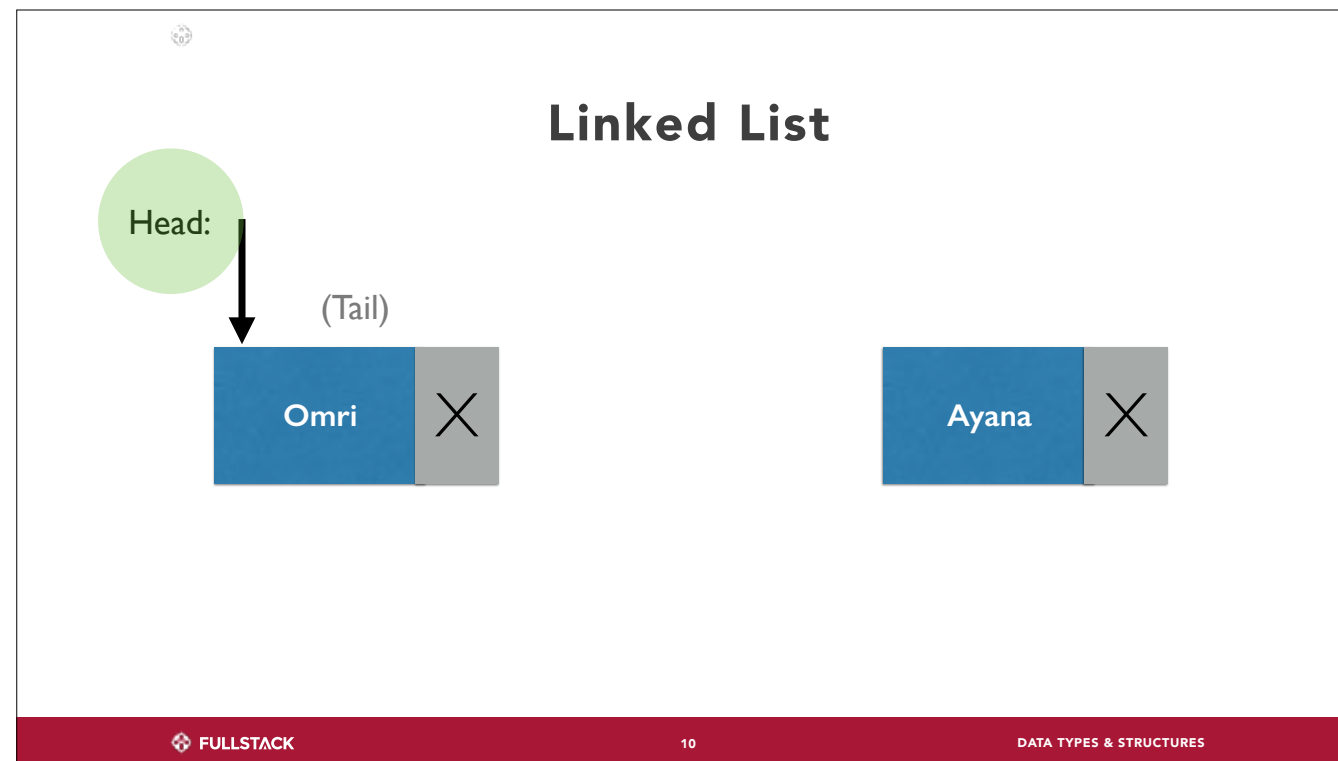 Linked List
Head:
(Tail)
Omri
Ayana
FULLSTACK
10
DATA TYPES & STRUCTURES